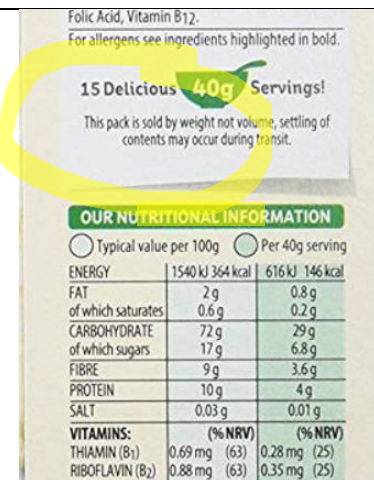 Folic Acid, Vitamin B12.
For allergens see ingredients highlighted in bold.
15 Delicious 40g Servings!
This pack is sold by weight not volume, settling of
contents may occur during transit.
OUR NUTRITIONAL INFORMATION
Typical value per 100g Per 40g serving
ENERGY 1540 kJ 364 kcal 616 kJ 146 kcal
FAT 2g 0.8g
of which saturates 0.6g 0.2g
CARBOHYDRATE 72g 29g
of which sugars 17g 6.8g
FIBRE 9g 3.6g
PROTEIN 10g 4g
SALT 0.03g 0.01g
VITAMINS: (%NRV) (%NRV)
THIAMIN (B1) 0.69mg (63) 0.28mg (25)
RIBOFLAVIN (B2) 0.88mg (63) 0.35mg (25)